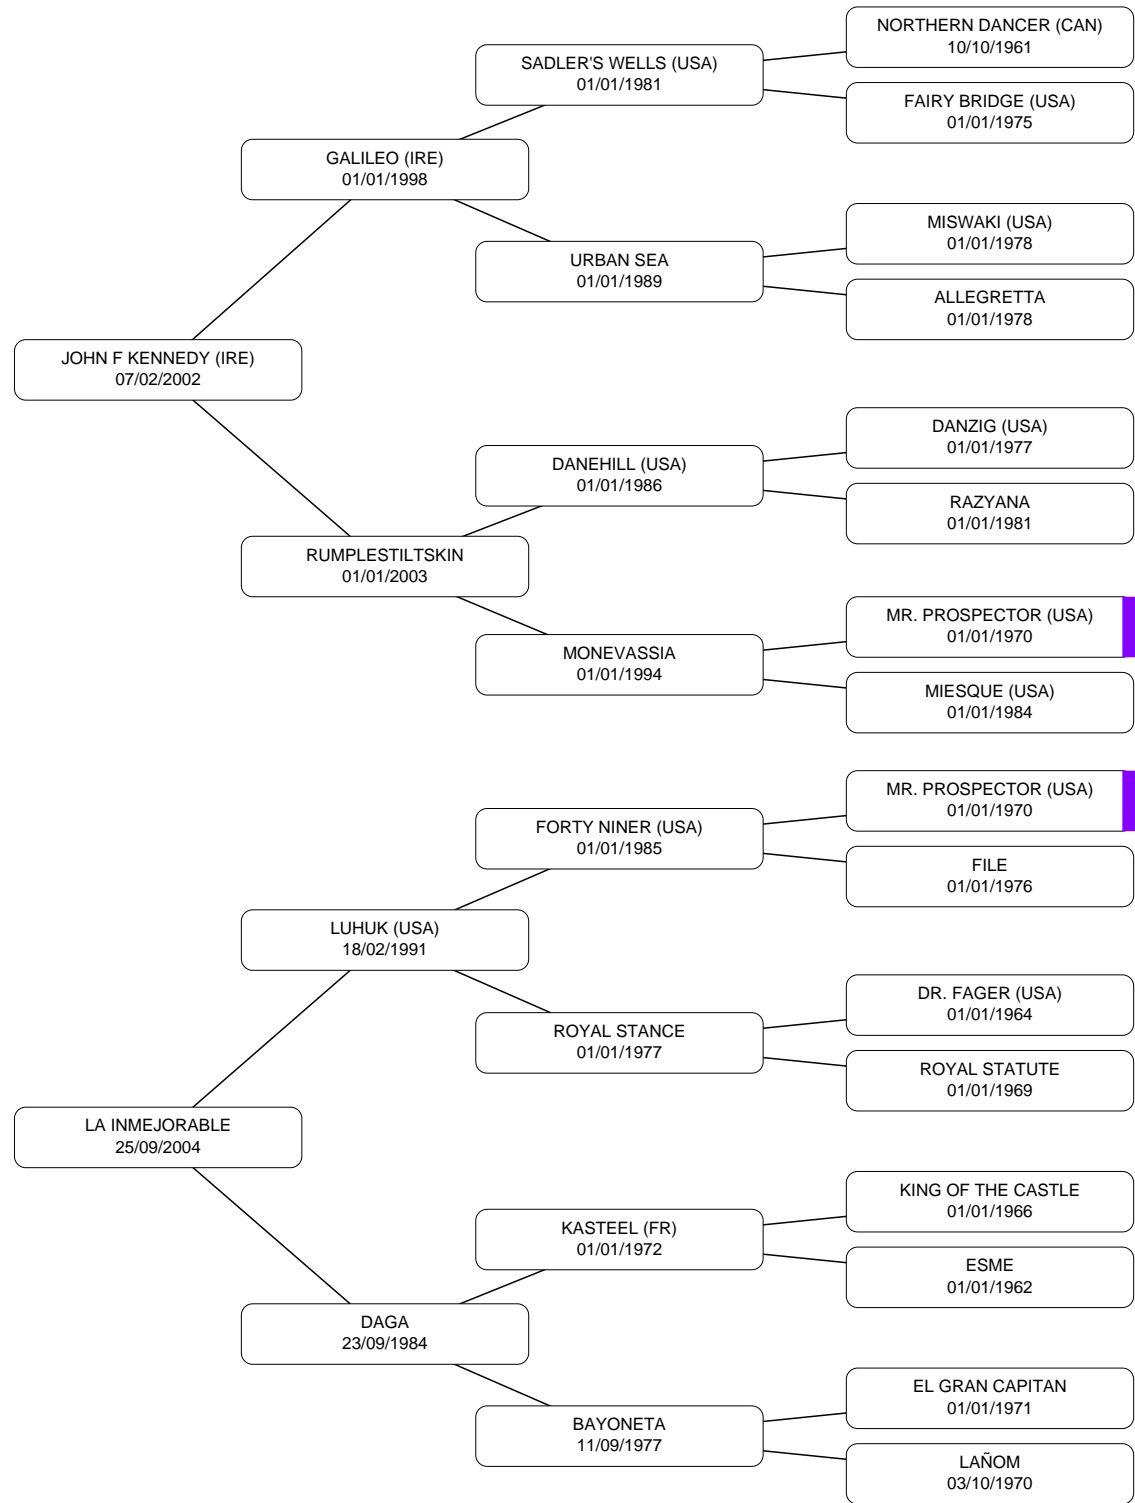 NORTHERN DANCER (CAN)
10/10/1961
SADLER'S WELLS (USA)
01/01/1981
FAIRY BRIDGE (USA)
01/01/1975
GALILEO (IRE)
01/01/1998
MISWAKI (USA)
01/01/1978
URBAN SEA
01/01/1989
ALLEGRETTA
01/01/1978
JOHN F KENNEDY (IRE)
07/02/2002
DANZIG (USA)
01/01/1977
DANEHILL (USA)
01/01/1986
RAZYANA
01/01/1981
RUMPLESTILTSKIN
01/01/2003
MR. PROSPECTOR (USA)
01/01/1970
MONEVASSIA
01/01/1994
MIESQUE (USA)
01/01/1984
MR. PROSPECTOR (USA)
01/01/1970
FORTY NINER (USA)
01/01/1985
FILE
01/01/1976
LUHUK (USA)
18/02/1991
DR. FAGER (USA)
01/01/1964
ROYAL STANCE
01/01/1977
ROYAL STATUTE
01/01/1969
LA INMEJORABLE
25/09/2004
KING OF THE CASTLE
01/01/1966
KASTEEL (FR)
01/01/1972
ESME
01/01/1962
DAGA
23/09/1984
EL GRAN CAPITAN
01/01/1971
BAYONETA
11/09/1977
LAÑOM
03/10/1970